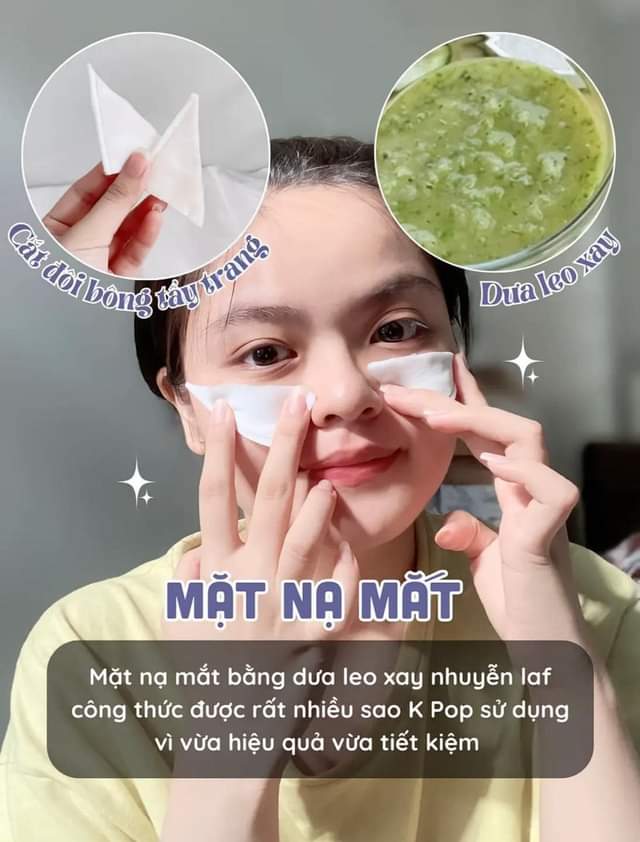 Cắt đôi bông tẩy trang
Dưa leo xay
MẶT NẠ MẮT
Mặt nạ mắt bằng dưa leo xay nhuyễn laf
công thức được rất nhiều sao K Pop sử dụng
vì vừa hiệu quả vừa tiết kiệm